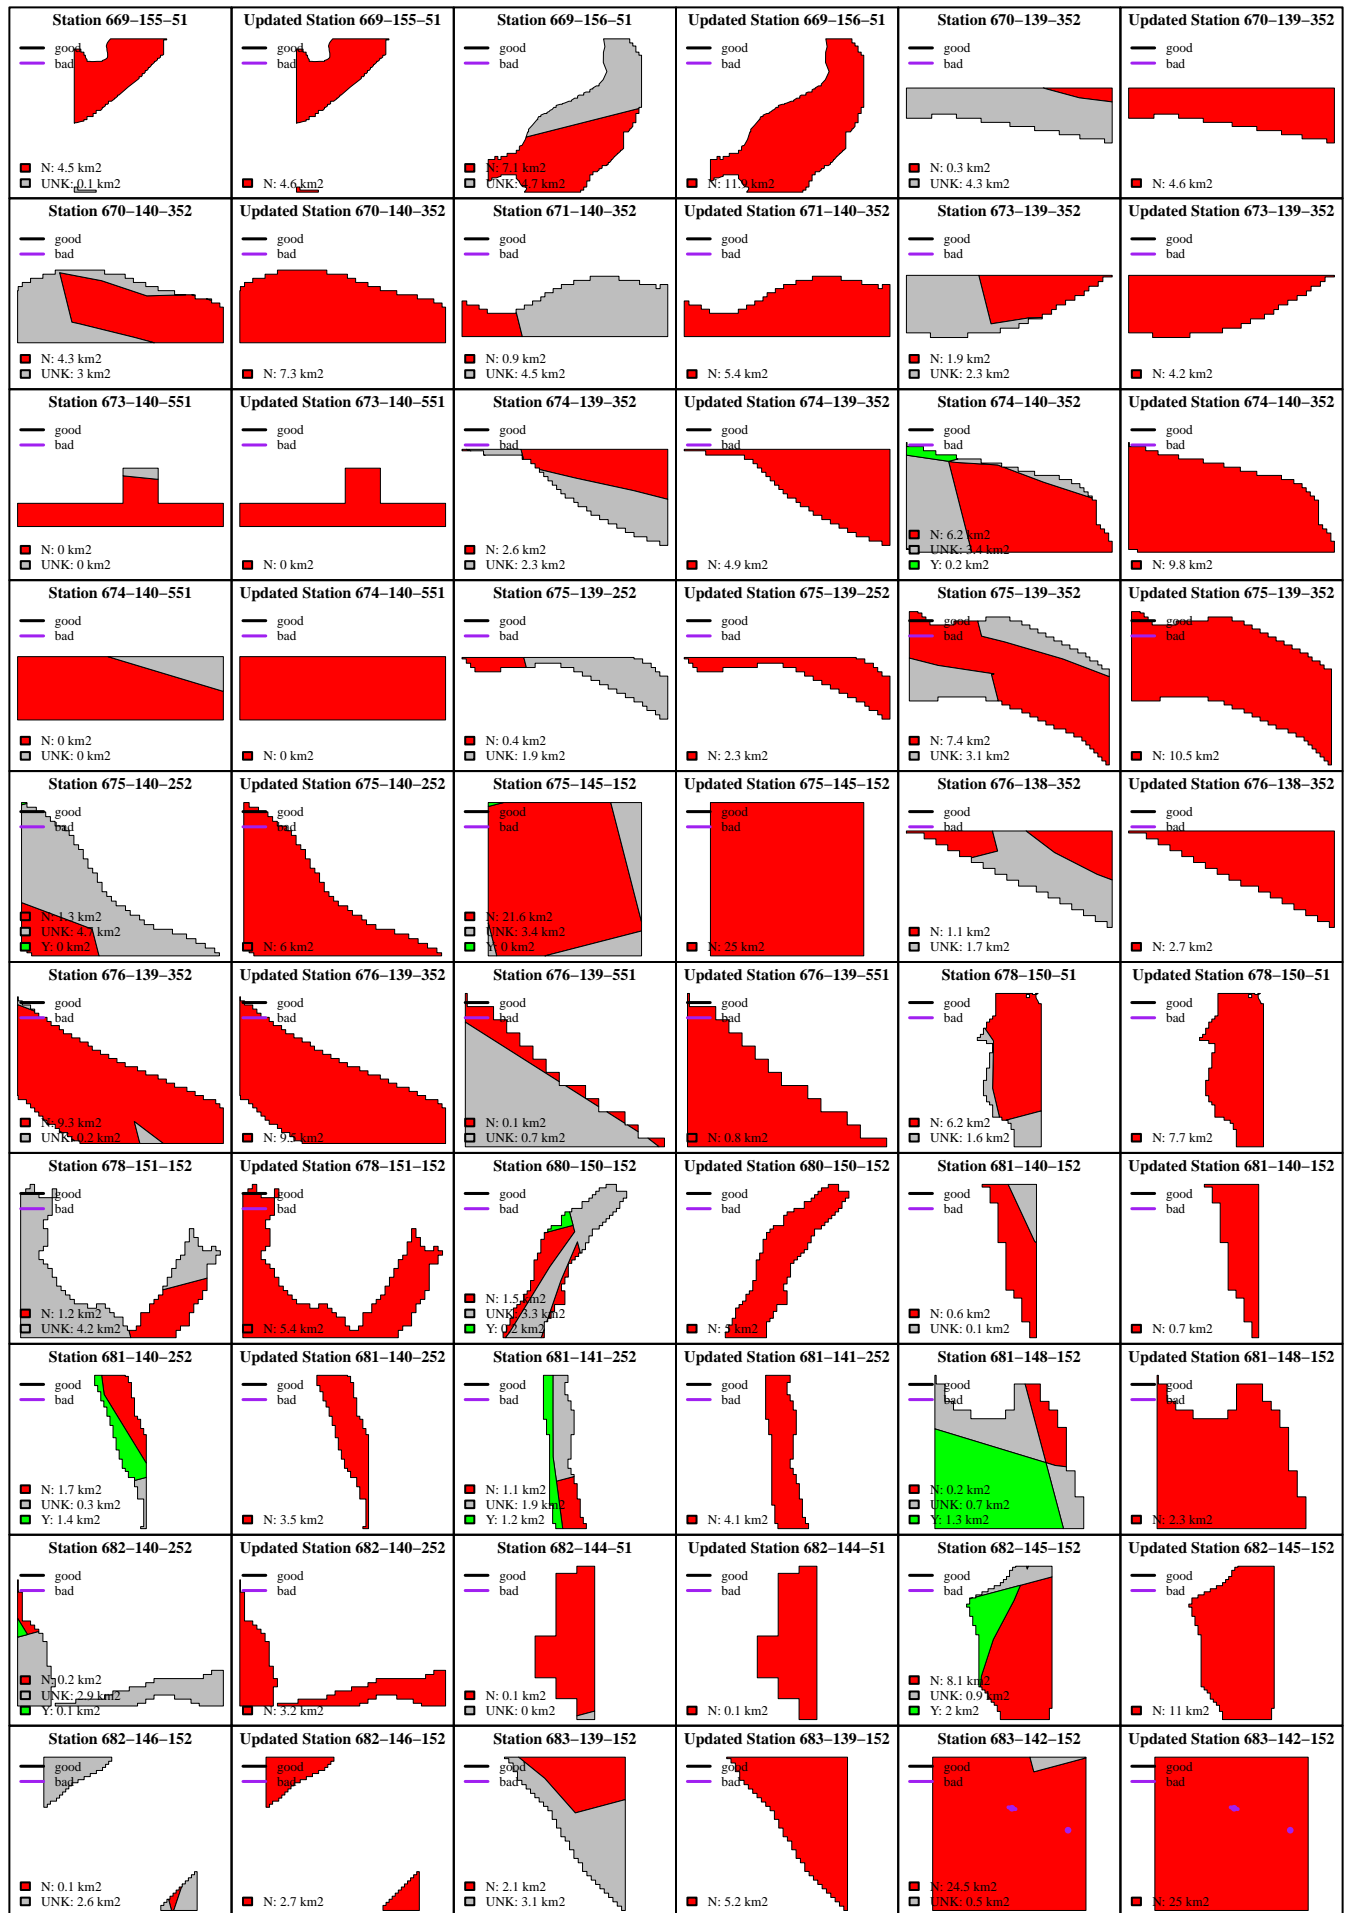 Station 669–155–51
good
bad
N: 4.5 km2
UNK: 0.1 km2
Updated Station 669–155–51
good
bad
N: 4.6 km2
Station 669–156–51
good
bad
N: 7.1 km2
UNK: 4.7 km2
Updated Station 669–156–51
good
bad
N: 11.9 km2
Station 670–139–352
good
bad
N: 0.3 km2
UNK: 4.3 km2
Updated Station 670–139–352
good
bad
N: 4.6 km2
Station 670–140–352
good
bad
N: 4.3 km2
UNK: 3 km2
Updated Station 670–140–352
good
bad
N: 7.3 km2
Station 671–140–352
good
bad
N: 0.9 km2
UNK: 4.5 km2
Updated Station 671–140–352
good
bad
N: 5.4 km2
Station 673–139–352
good
bad
N: 1.9 km2
UNK: 2.3 km2
Updated Station 673–139–352
good
bad
N: 4.2 km2
Station 673–140–551
good
bad
N: 0 km2
UNK: 0 km2
Updated Station 673–140–551
good
bad
N: 0 km2
Station 674–139–352
good
bad
N: 2.6 km2
UNK: 2.3 km2
Updated Station 674–139–352
good
bad
N: 4.9 km2
Station 674–140–352
good
bad
N: 6.2 km2
UNK: 3.4 km2
Y: 0.2 km2
Updated Station 674–140–352
good
bad
N: 9.8 km2
Station 674–140–551
good
bad
N: 0 km2
UNK: 0 km2
Updated Station 674–140–551
good
bad
N: 0 km2
Station 675–139–252
good
bad
N: 0.4 km2
UNK: 1.9 km2
Updated Station 675–139–252
good
bad
N: 2.3 km2
Station 675–139–352
good
bad
N: 7.4 km2
UNK: 3.1 km2
Updated Station 675–139–352
good
bad
N: 10.5 km2
Station 675–140–252
good
bad
N: 1.3 km2
UNK: 4.7 km2
Y: 0 km2
Updated Station 675–140–252
good
bad
N: 6 km2
Station 675–145–152
good
bad
N: 21.6 km2
UNK: 3.4 km2
Y: 0 km2
Updated Station 675–145–152
good
bad
N: 25 km2
Station 676–138–352
good
bad
N: 1.1 km2
UNK: 1.7 km2
Updated Station 676–138–352
good
bad
N: 2.7 km2
Station 676–139–352
good
bad
N: 9.3 km2
UNK: 0.2 km2
Updated Station 676–139–352
good
bad
N: 9.5 km2
Station 676–139–551
good
bad
N: 0.1 km2
UNK: 0.7 km2
Updated Station 676–139–551
good
bad
N: 0.8 km2
Station 678–150–51
good
bad
N: 6.2 km2
UNK: 1.6 km2
Updated Station 678–150–51
good
bad
N: 7.7 km2
Station 678–151–152
good
bad
N: 1.2 km2
UNK: 4.2 km2
Updated Station 678–151–152
good
bad
N: 5.4 km2
Station 680–150–152
good
bad
N: 1.5 km2
UNK: 3.3 km2
Y: 0.2 km2
Updated Station 680–150–152
good
bad
N: 5 km2
Station 681–140–152
good
bad
N: 0.6 km2
UNK: 0.1 km2
Updated Station 681–140–152
good
bad
N: 0.7 km2
Station 681–140–252
good
bad
N: 1.7 km2
UNK: 0.3 km2
Y: 1.4 km2
Updated Station 681–140–252
good
bad
N: 3.5 km2
Station 681–141–252
good
bad
N: 1.1 km2
UNK: 1.9 km2
Y: 1.2 km2
Updated Station 681–141–252
good
bad
N: 4.1 km2
Station 681–148–152
good
bad
N: 0.2 km2
UNK: 0.7 km2
Y: 1.3 km2
Updated Station 681–148–152
good
bad
N: 2.3 km2
Station 682–140–252
good
bad
N: 0.2 km2
UNK: 2.9 km2
Y: 0.1 km2
Updated Station 682–140–252
good
bad
N: 3.2 km2
Station 682–144–51
good
bad
N: 0.1 km2
UNK: 0 km2
Updated Station 682–144–51
good
bad
N: 0.1 km2
Station 682–145–152
good
bad
N: 8.1 km2
UNK: 0.9 km2
Y: 2 km2
Updated Station 682–145–152
good
bad
N: 11 km2
Station 682–146–152
good
bad
N: 0.1 km2
UNK: 2.6 km2
Updated Station 682–146–152
good
bad
N: 2.7 km2
Station 683–139–152
good
bad
N: 2.1 km2
UNK: 3.1 km2
Updated Station 683–139–152
good
bad
N: 5.2 km2
Station 683–142–152
good
bad
N: 24.5 km2
UNK: 0.5 km2
Updated Station 683–142–152
good
bad
N: 25 km2